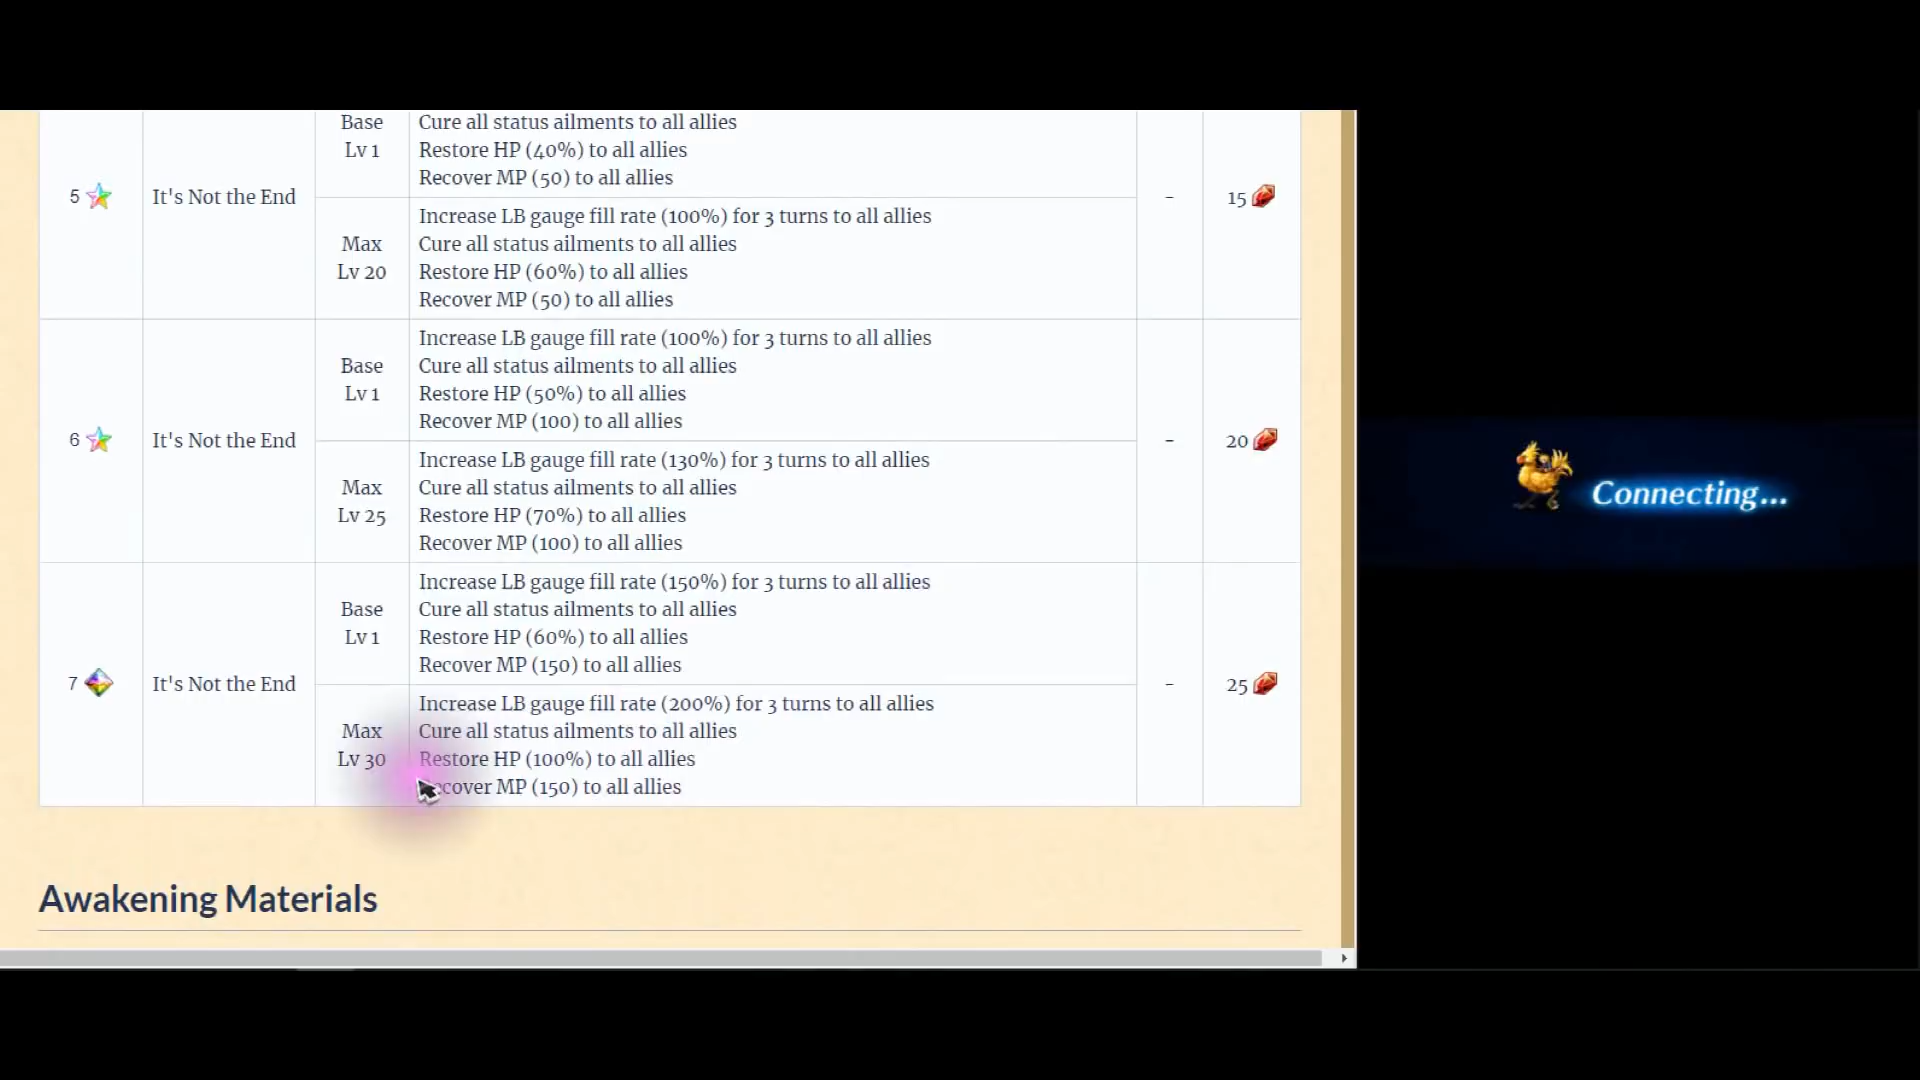 Base
Lv 1
Cure all status ailments to all allies
Restore HP (40%) to all allies
Recover MP (50) to all allies
5
It's Not the End
-
15
Max
Lv 20
Increase LB gauge fill rate (100%) for 3 turns to all allies
Cure all status ailments to all allies
Restore HP (60%) to all allies
Recover MP (50) to all allies
6
It's Not the End
Base
Lv 1
Increase LB gauge fill rate (100%) for 3 turns to all allies
Cure all status ailments to all allies
Restore HP (50%) to all allies
Recover MP (100) to all allies
-
20
Max
Lv 25
Increase LB gauge fill rate (130%) for 3 turns to all allies
Cure all status ailments to all allies
Restore HP (70%) to all allies
Recover MP (100) to all allies
7
It's Not the End
Base
Lv 1
Increase LB gauge fill rate (150%) for 3 turns to all allies
Cure all status ailments to all allies
Restore HP (60%) to all allies
Recover MP (150) to all allies
-
25
Max
Lv 30
Increase LB gauge fill rate (200%) for 3 turns to all allies
Cure all status ailments to all allies
Restore HP (100%) to all allies
Recover MP (150) to all allies
Awakening Materials
Connecting...